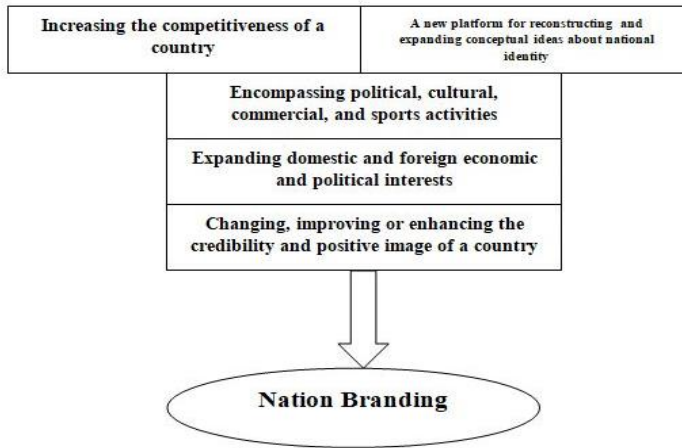 Increasing the competitiveness of a
country
A new platform for reconstructing and
expanding conceptual ideas about national
identity
Encompassing political, cultural,
commercial, and sports activities
Expanding domestic and foreign economic
and political interests
Changing, improving or enhancing the
credibility and positive image of a country
Nation Branding